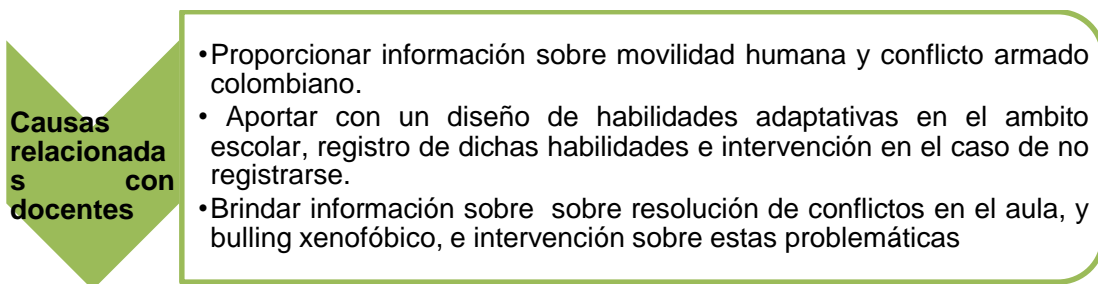 Causas
relacionada
s con
docentes
•Proporcionar información sobre movilidad humana y conflicto armado
colombiano.
• Aportar con un diseño de habilidades adaptativas en el ambito
escolar, registro de dichas habilidades e intervención en el caso de no
registrarse.
•Brindar información sobre sobre resolución de conflictos en el aula, y
bulling xenofóbico, e intervención sobre estas problemáticas